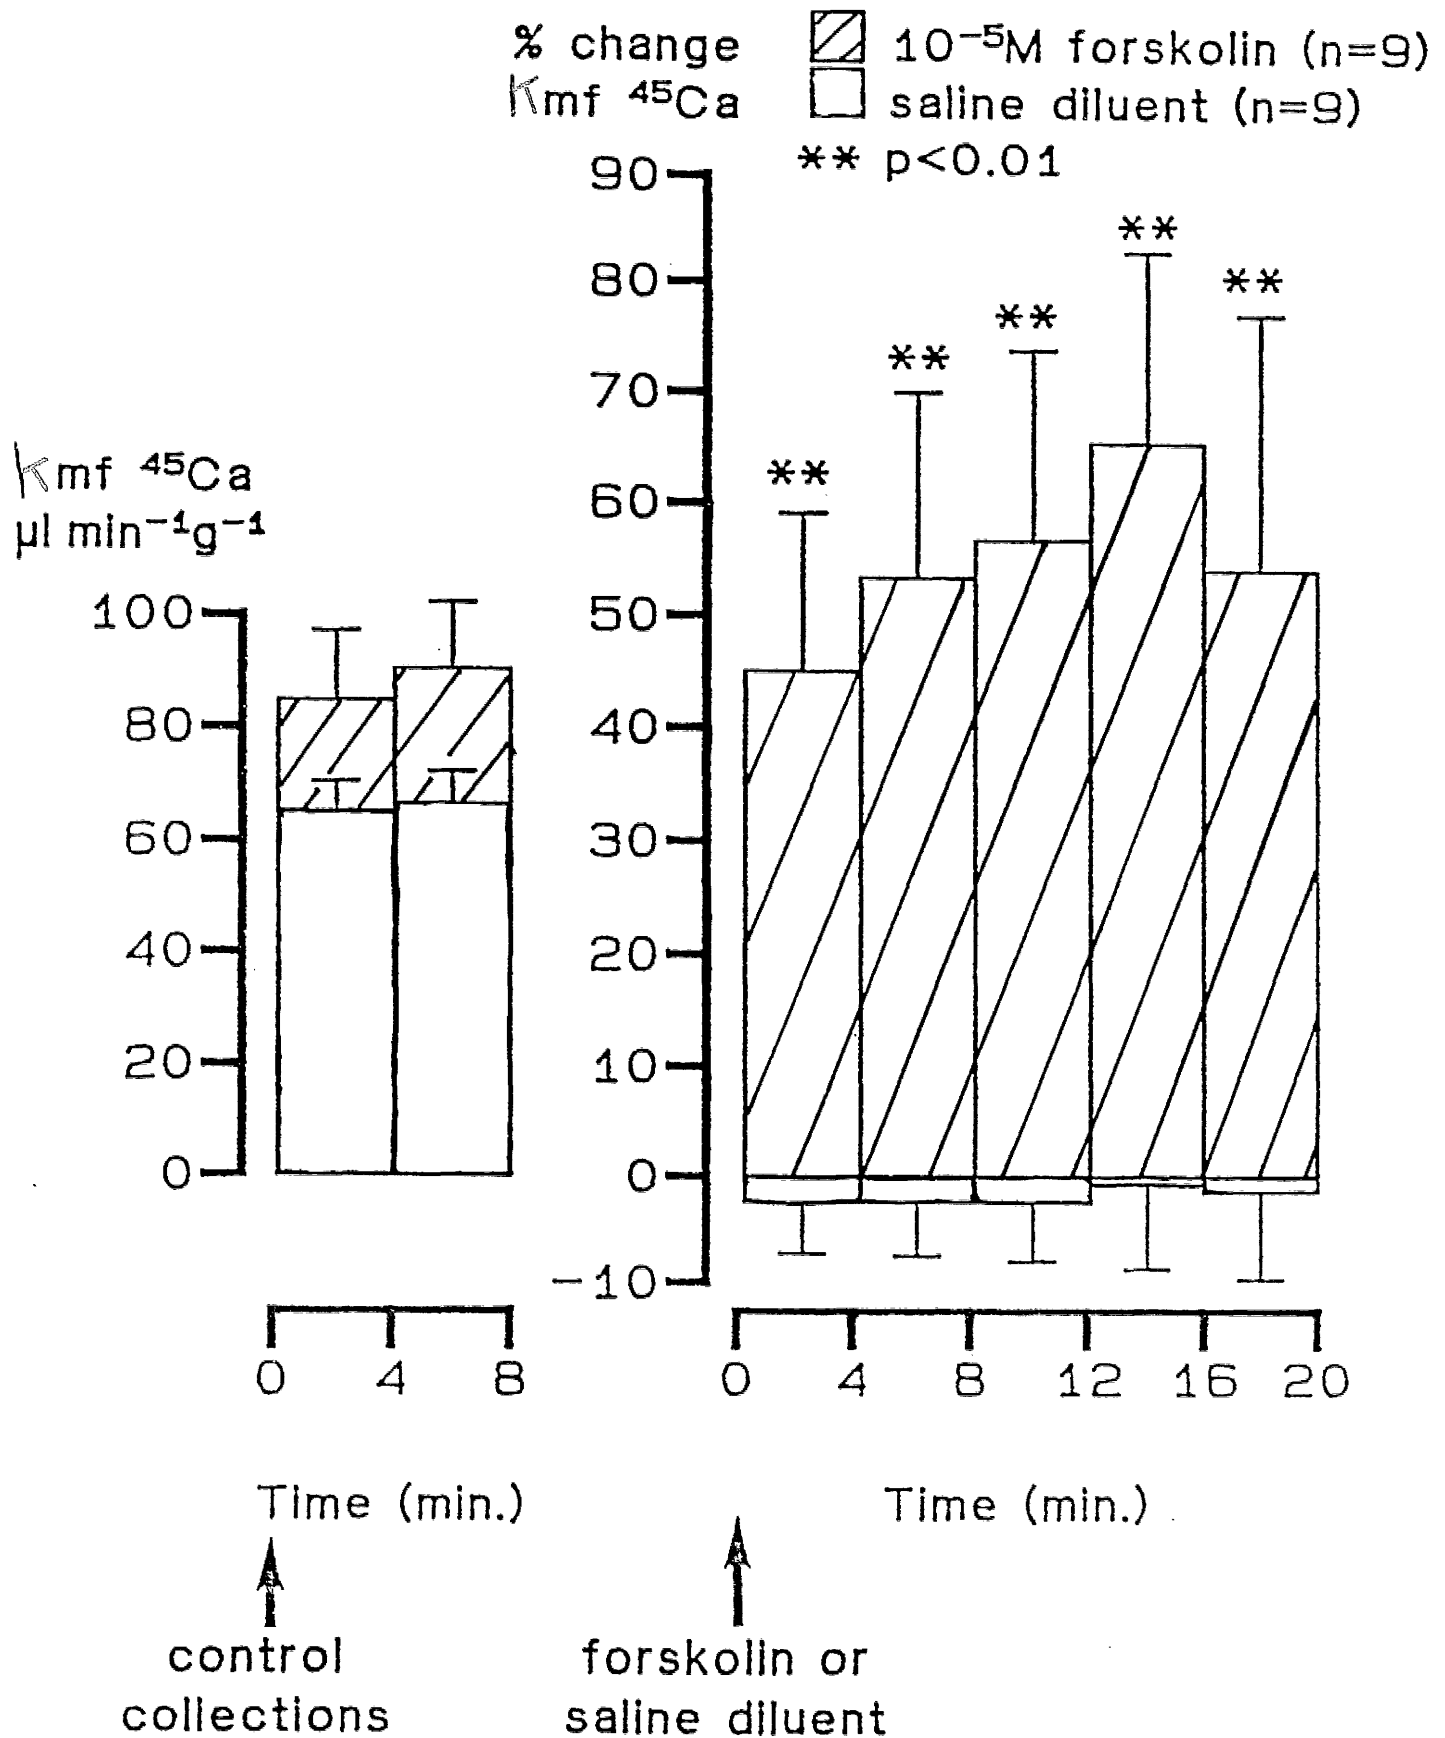 % change
Kmf ⁴⁵Ca
10⁻⁵M forskolin (n=9)
saline diluent (n=9)
** p<0.01
90
80
70
60
50
40
30
20
10
0
-10
**
**
**
**
**
Kmf ⁴⁵Ca
µl min⁻¹g⁻¹
100
80
60
40
20
0
0 4 8
0 4 8 12 16 20
Time (min.)
Time (min.)
control
collections
forskolin or
saline diluent